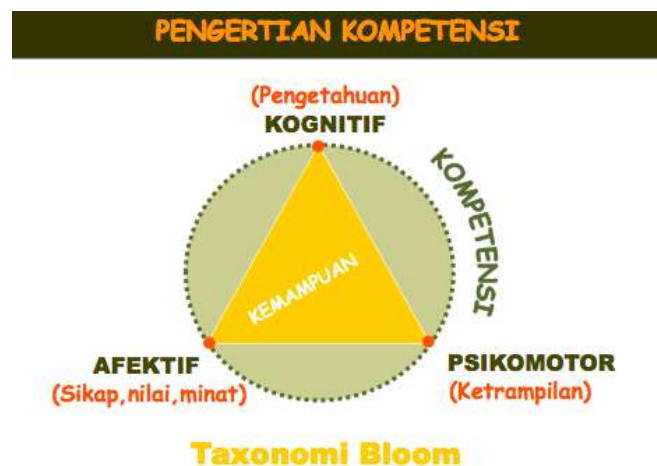 PENGERTIAN KOMPETENSI
(Pengetahuan)
KOGNITIF
KOMPETENSI
KEMAMPUAN
AFEKTIF
(Sikap,nilai,minat)
PSIKOMOTOR
(Ketrampilan)
Taxonomi Bloom